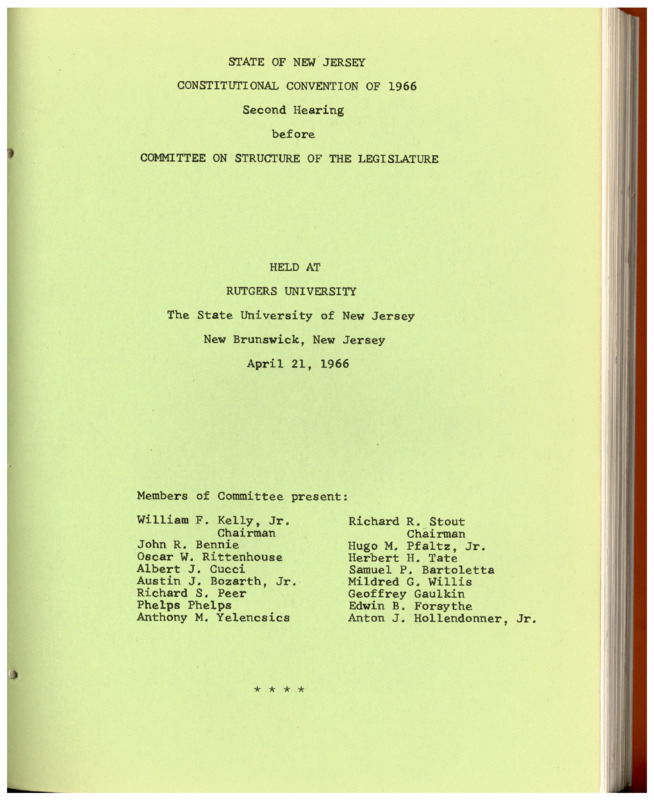 STATE OF NEW JERSEY
CONSTITUTIONAL CONVENTION OF 1966
Second Hearing
before
COMMITTEE ON STRUCTURE OF THE LEGISLATURE
HELD AT
RUTGERS UNIVERSITY
The State University of New Jersey
New Brunswick, New Jersey
April 21, 1966
Members of Committee present:
William F. Kelly, Jr.
Chairman
John R. Bennie
Oscar W. Rittenhouse
Albert J. Cucci
Austin J. Bozarth, Jr.
Richard S. Peer
Phelps Phelps
Anthony M. Yelencsics
Richard R. Stout
Chairman
Hugo M. Pfaltz, Jr.
Herbert H. Tate
Samuel P. Bartoletta
Mildred G. Willis
Geoffrey Gaulkin
Edwin B. Forsythe
Anton J. Hollendonner, Jr.
* * * *